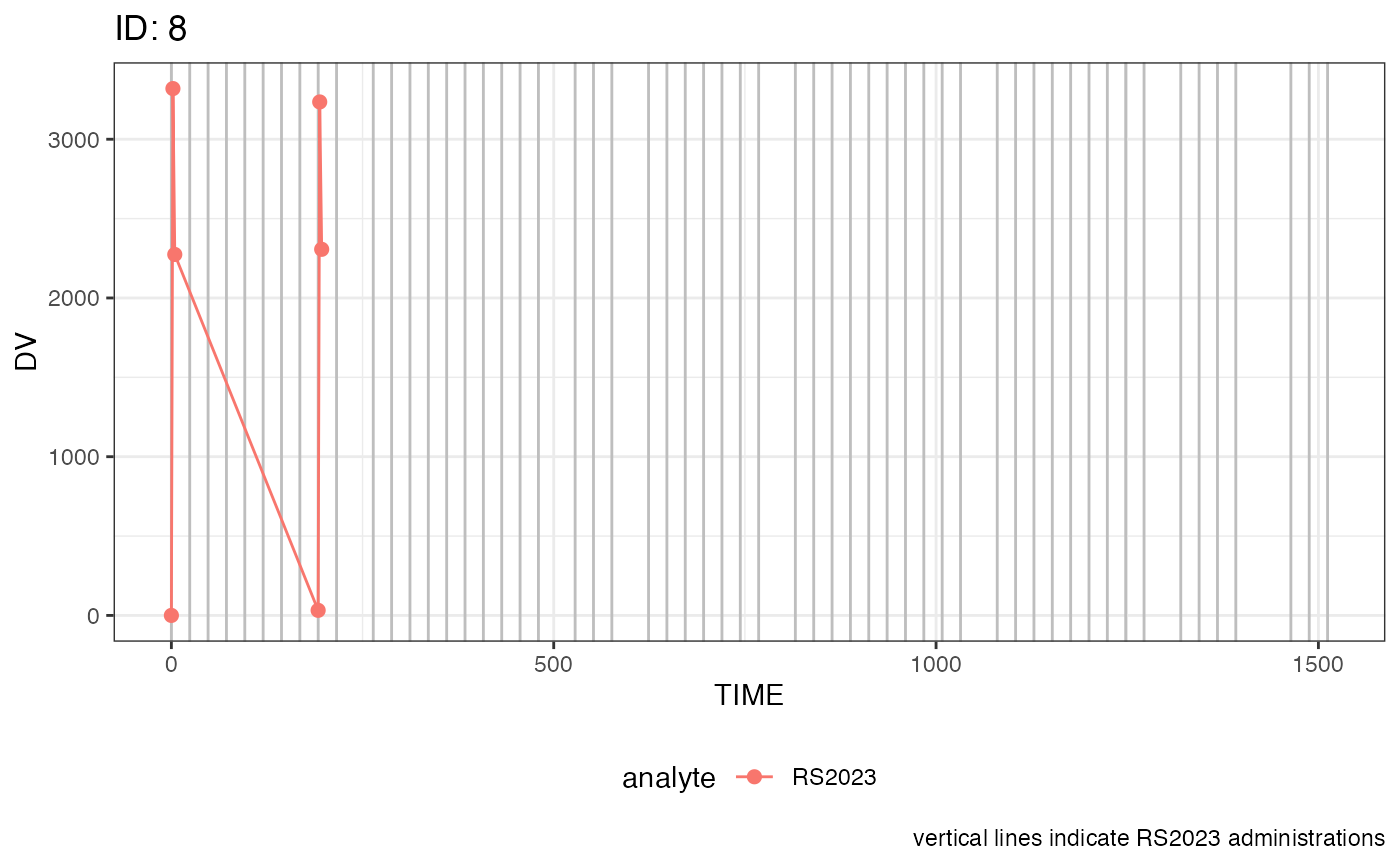 ID: 8
3000
2000
1000
0
DV
0 500 1000 1500
TIME
analyte RS2023
vertical lines indicate RS2023 administrations